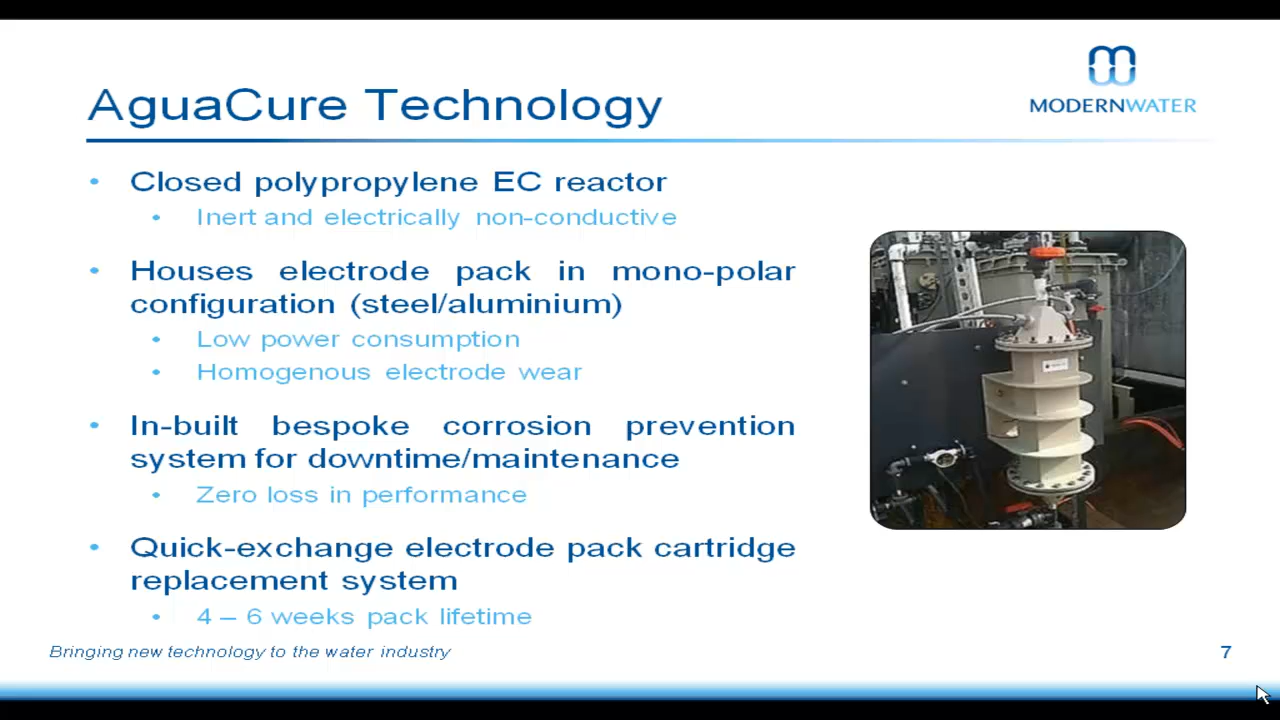 MODERNWATER
AguaCure Technology
• Closed polypropylene EC reactor
• Inert and electrically non-conductive
• Houses electrode pack in mono-polar
configuration (steel/aluminium)
• Low power consumption
• Homogenous electrode wear
• In-built bespoke corrosion prevention
system for downtime/maintenance
• Zero loss in performance
• Quick-exchange electrode pack cartridge
replacement system
• 4 – 6 weeks pack lifetime
Bringing new technology to the water industry
7